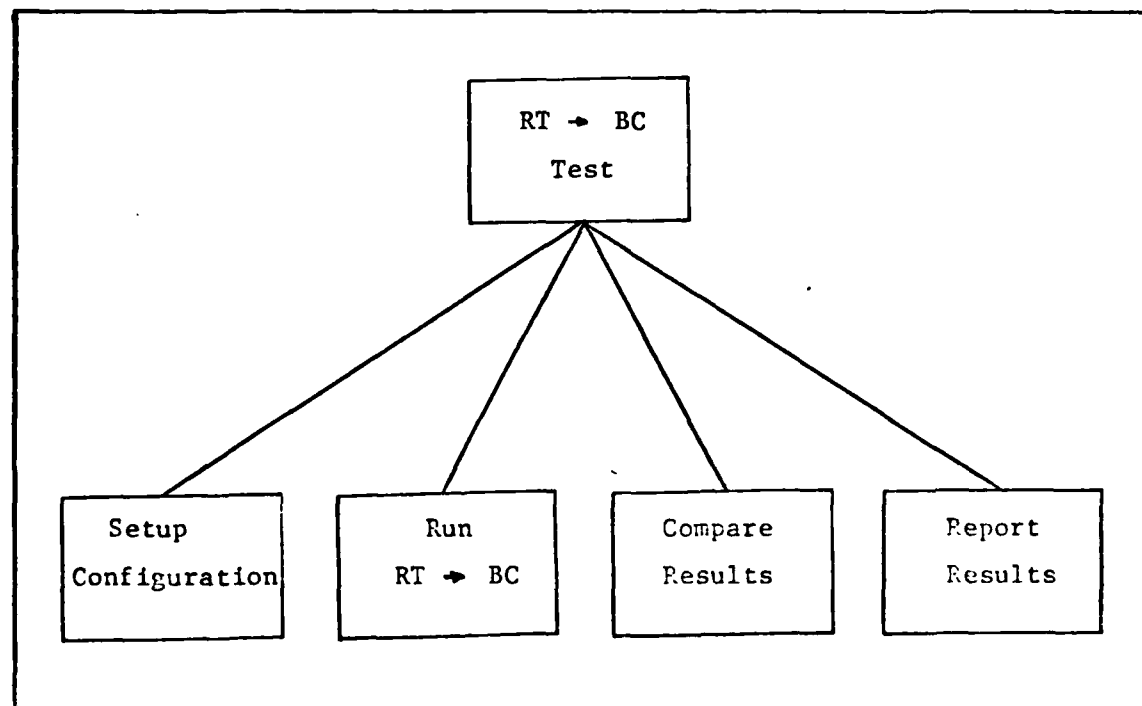 RT → BC
Test
Setup
Configuration
Run
RT → BC
Compare
Results
Report
Results